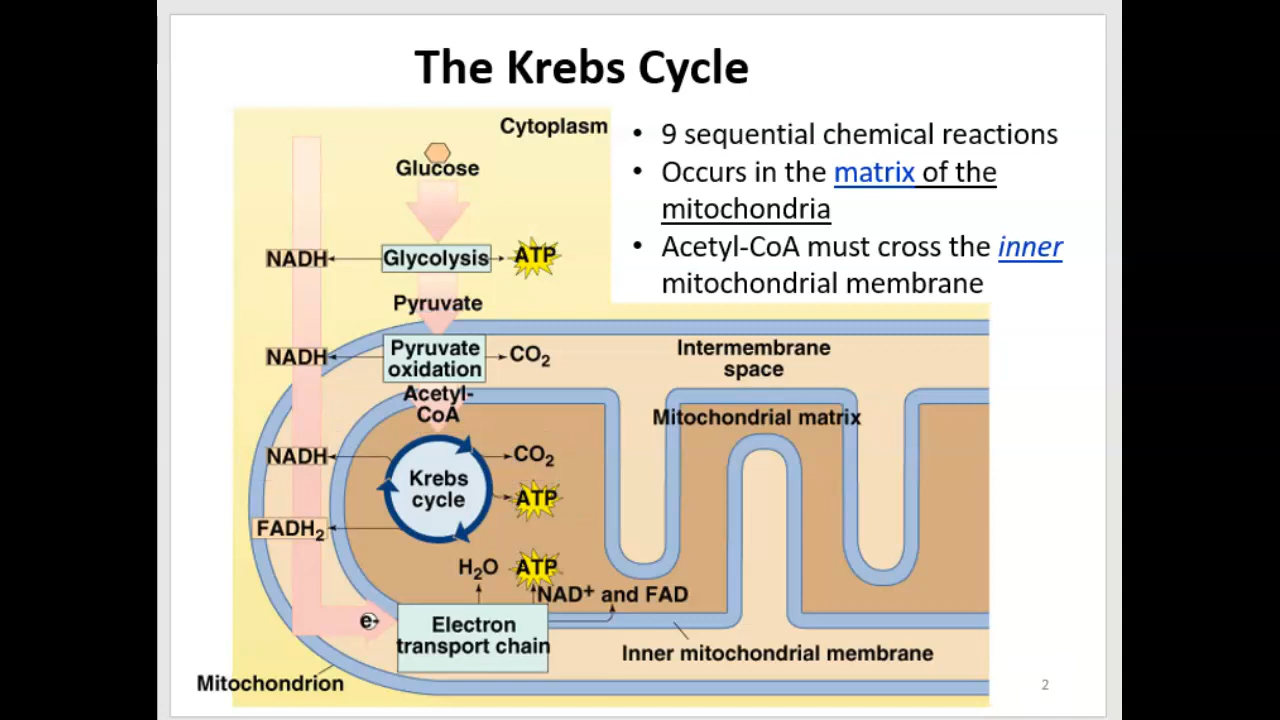 The Krebs Cycle
• 9 sequential chemical reactions
• Occurs in the matrix of the
mitochondria
• Acetyl-CoA must cross the inner
mitochondrial membrane
Cytoplasm
Glucose
NADH
Glycolysis
ATP
Pyruvate
NADH
Pyruvate
oxidation
CO₂
Intermembrane
space
Acetyl-
CoA
Mitochondrial matrix
NADH
Krebs
cycle
CO₂
ATP
FADH₂
H₂O
ATP
NAD⁺ and FAD
e-
Electron
transport chain
Inner mitochondrial membrane
Mitochondrion
2